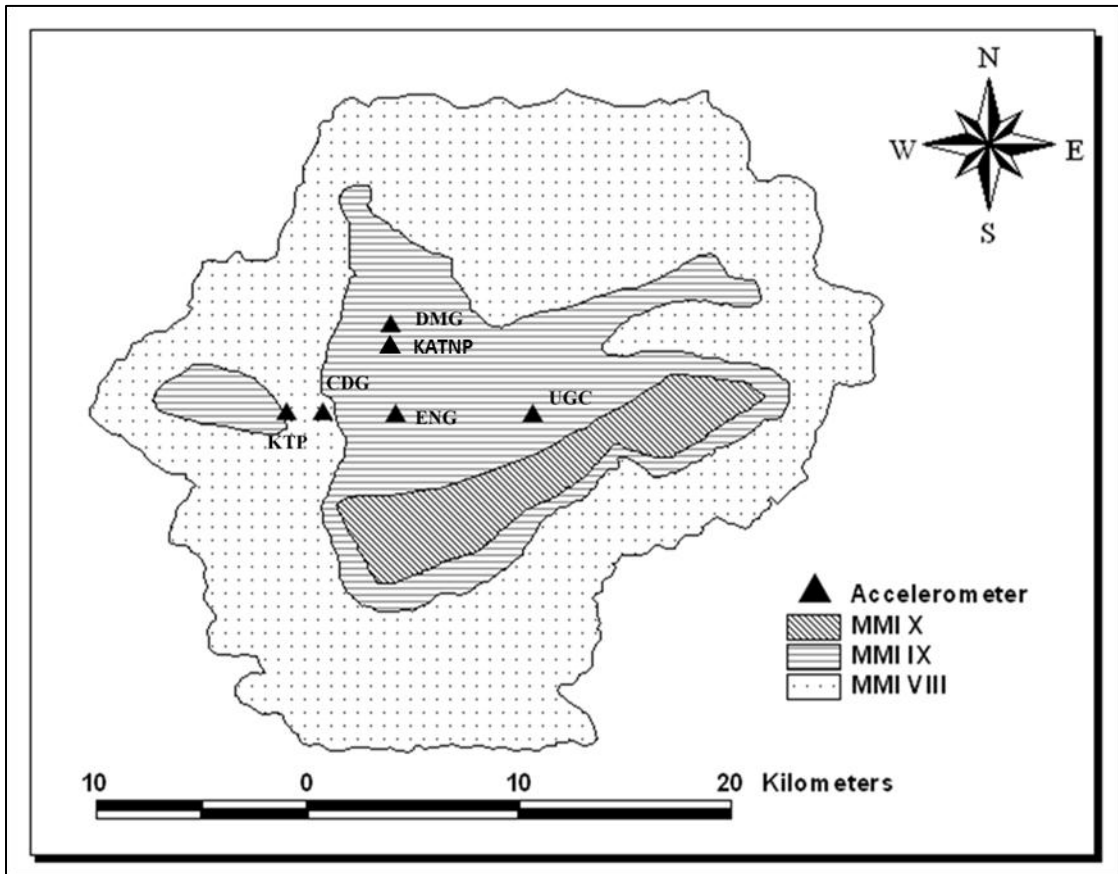 N
W E
S
DMG
KATNP
CDG
UGC
ENG
KTP
Accelerometer
MMI X
MMI IX
MMI VIII
10 0 10 20 Kilometers